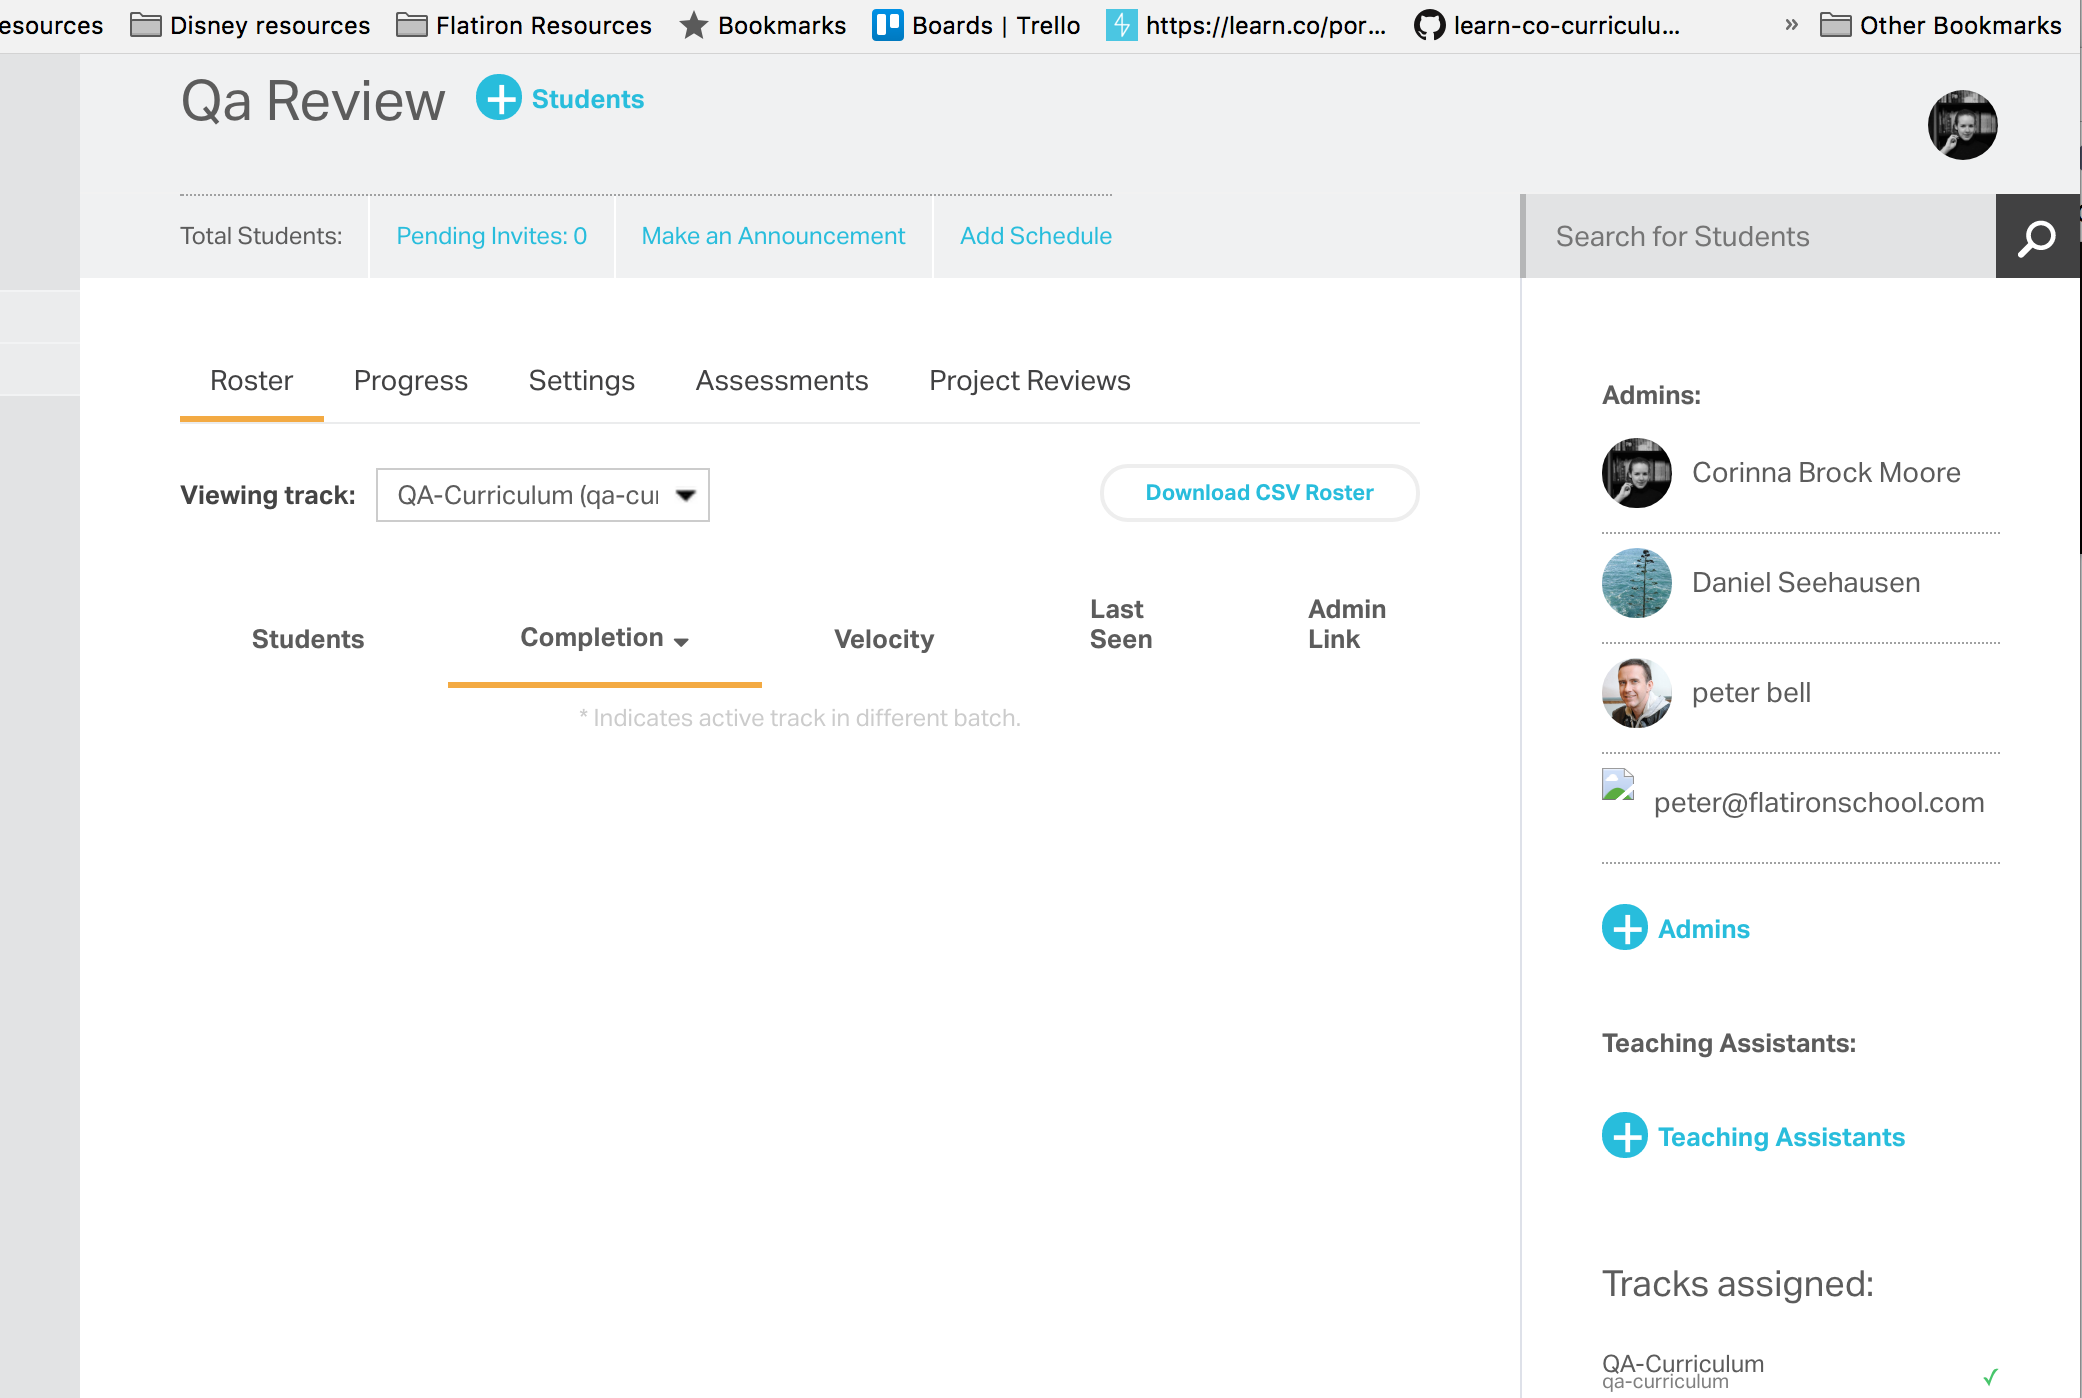 esources Disney resources Flatiron Resources Bookmarks Boards | Trello https://learn.co/por... learn-co-curriculu... » Other Bookmarks
Qa Review Students
Total Students: Pending Invites: 0 Make an Announcement Add Schedule
Search for Students
Roster Progress Settings Assessments Project Reviews
Viewing track: QA-Curriculum (qa-cu
Download CSV Roster
Students Completion Velocity Last Seen Admin Link
* Indicates active track in different batch.
Admins:
Corinna Brock Moore
Daniel Seehausen
peter bell
peter@flatironschool.com
Admins
Teaching Assistants:
Teaching Assistants
Tracks assigned:
QA-Curriculum
qa-curriculum